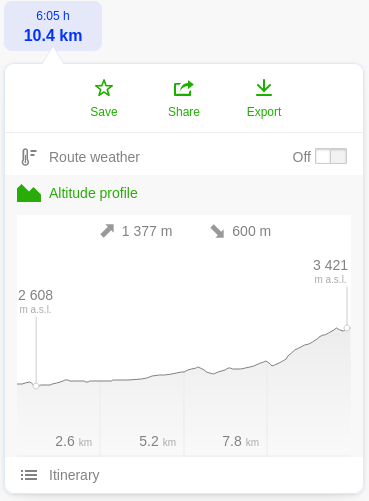 6:05 h
10.4 km
Save Share Export
Route weather Off
Altitude profile
1 377 m 600 m
3 421
m a.s.l.
2 608
m a.s.l.
2.6 km 5.2 km 7.8 km
Itinerary